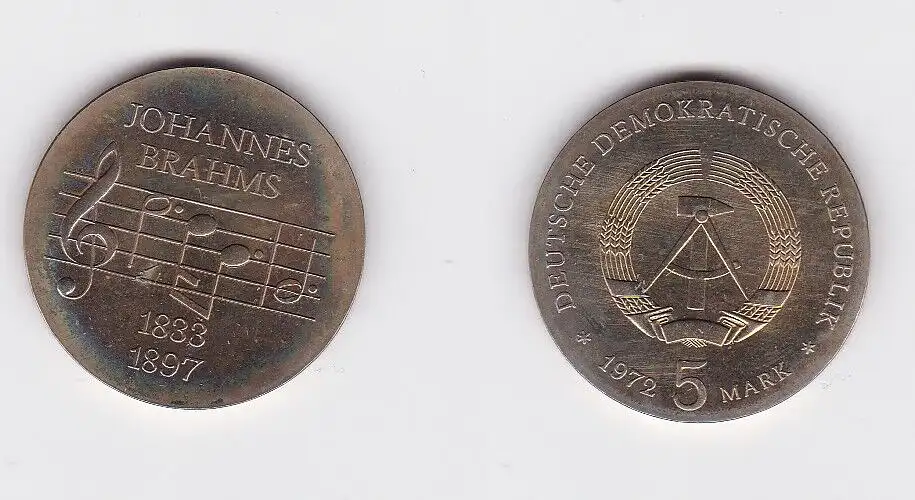 JOHANNES
BRAHMS
1833
1897
DEUTSCHE DEMOKRATISCHE REPUBLIK
* 1972 5 MARK *